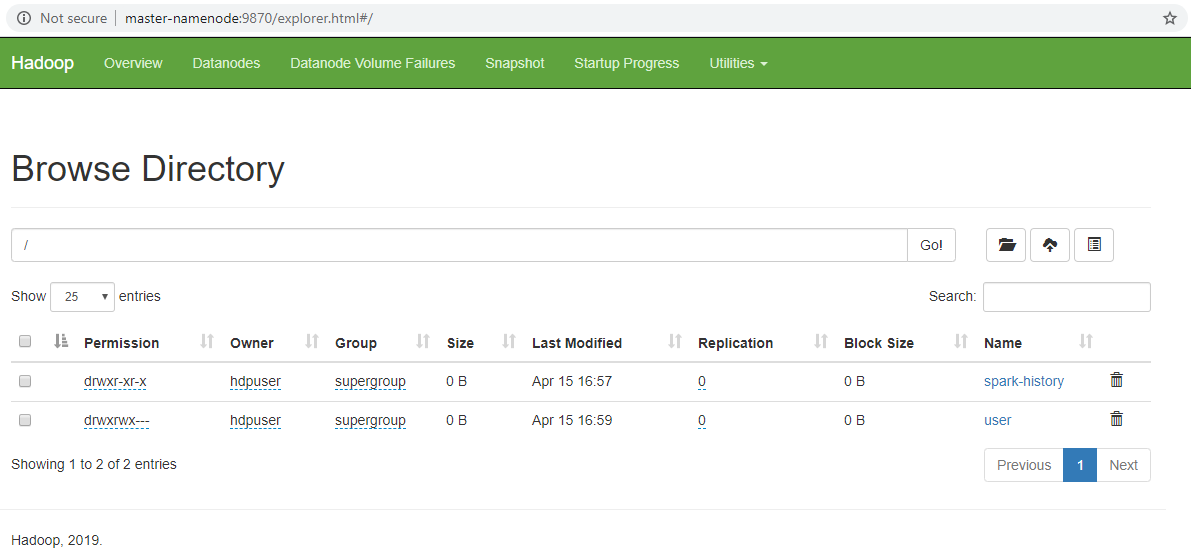 Not secure master-namenode:9870/explorer.html#/
Hadoop Overview Datanodes Datanode Volume Failures Snapshot Startup Progress Utilities
Browse Directory
/ Go!
Show 25 entries Search:
Permission Owner Group Size Last Modified Replication Block Size Name
drwxr-xr-x hdpuser supergroup 0 B Apr 15 16:57 0 0 B spark-history
drwxrwx--- hdpuser supergroup 0 B Apr 15 16:59 0 0 B user
Showing 1 to 2 of 2 entries Previous 1 Next
Hadoop, 2019.